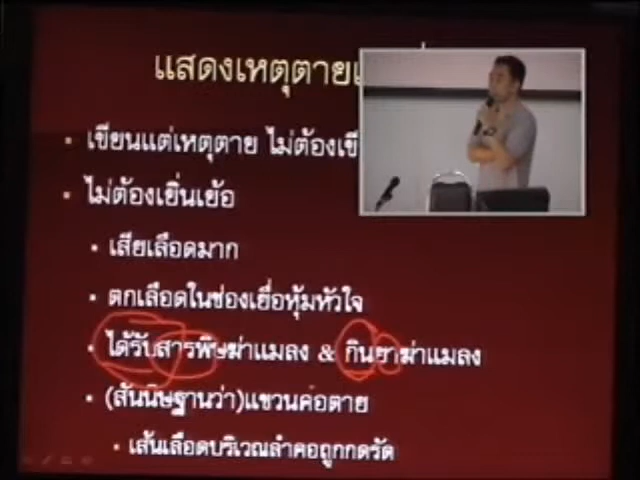 แสดงเหตุตาย
เขียนแต่เหตุตาย ไม่ต้อง
ไม่ต้องเยิ่นเย้อ
เสียเลือดมาก
ตกเลือดในช่องเยื่อหุ้มหัวใจ
ได้รับสารพิษฆ่าแมลง & กินยาฆ่าแมลง
(สันนิษฐานว่า)แขวนคอตาย
เส้นเลือดบริเวณลำคอถูกกดรัด